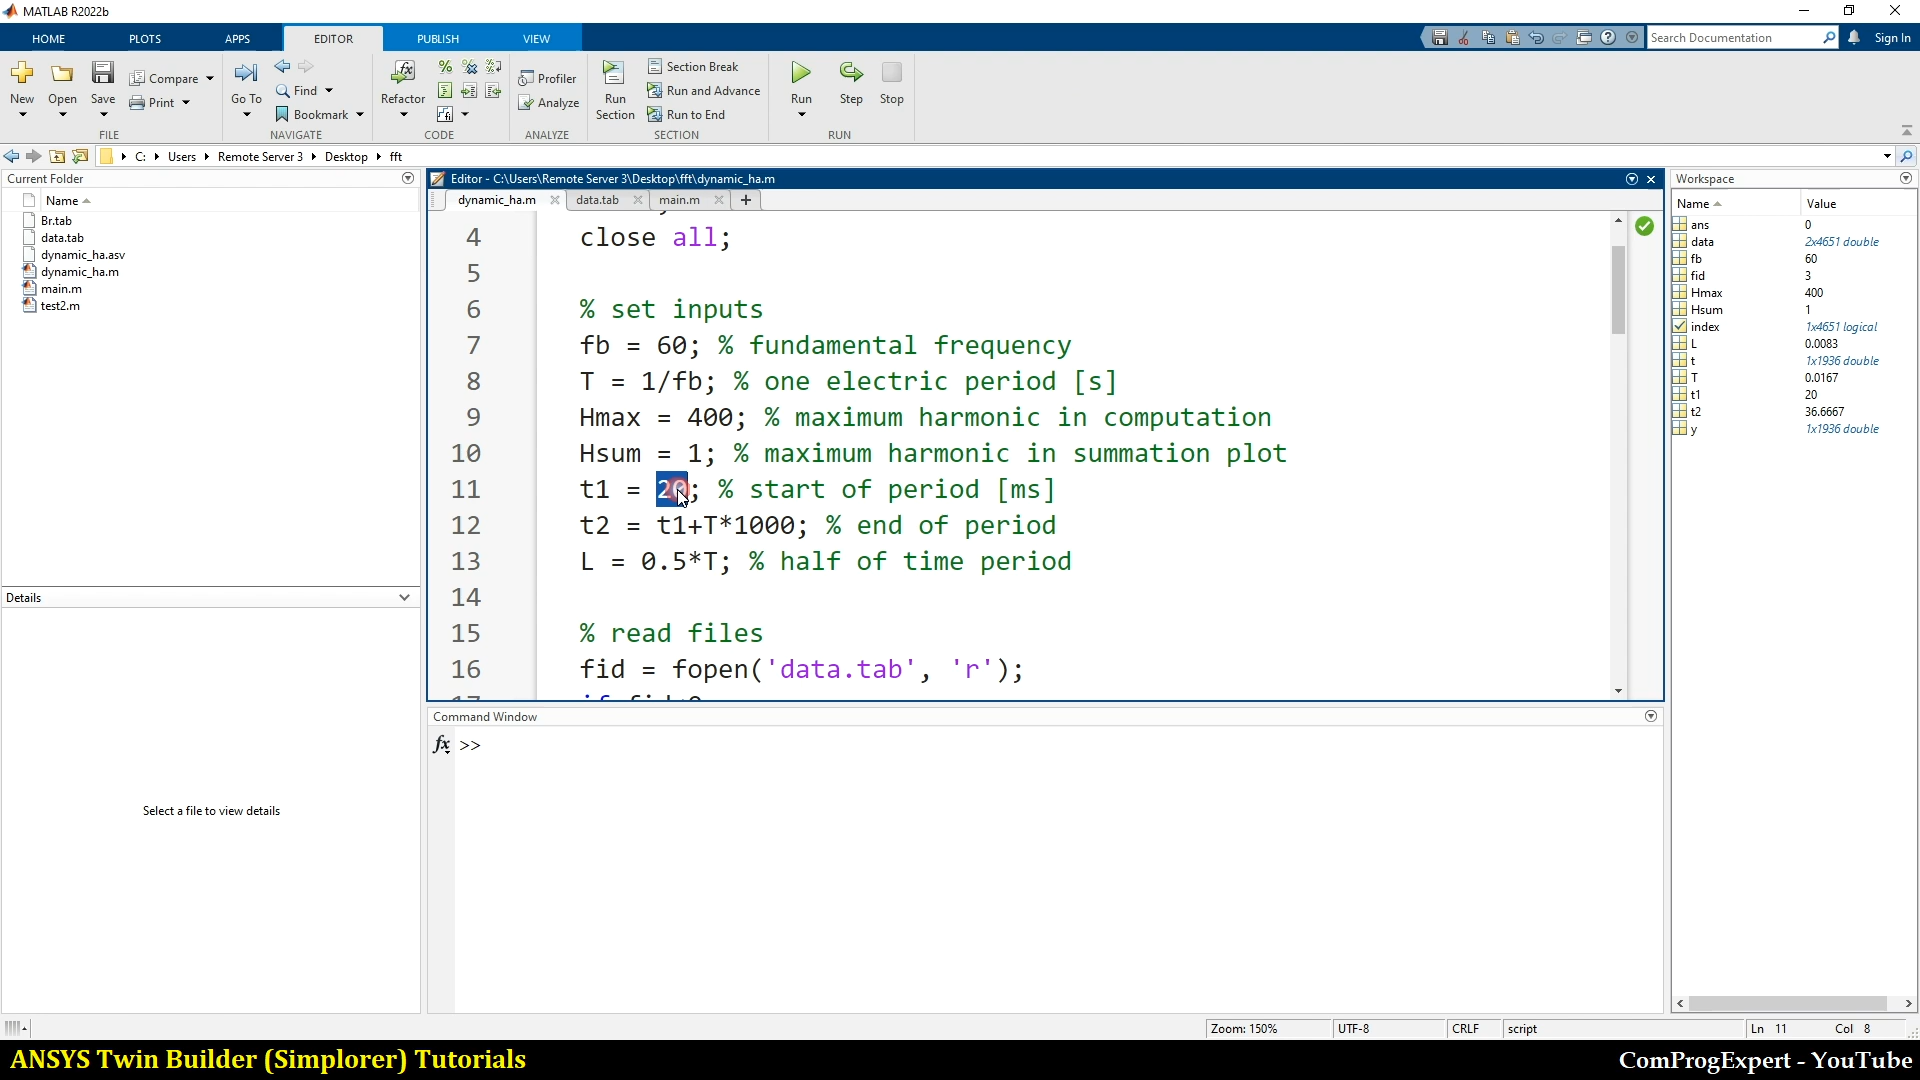 MATLAB R2022b
HOME PLOTS APPS EDITOR PUBLISH VIEW
Search Documentation Sign In
New Open Save Compare Print
FILE
Go To Find Bookmark
NAVIGATE
Refactor
CODE
Profiler
Analyze
ANALYZE
Run Section
Section Break
Run and Advance
Run to End
SECTION
Run Step Stop
RUN
C: Users Remote Server 3 Desktop fft
Current Folder
Name
Br.tab
data.tab
dynamic_ha.asv
dynamic_ha.m
main.m
test2.m
Details
Select a file to view details
Editor - C:\Users\Remote Server 3\Desktop\fft\dynamic_ha.m
dynamic_ha.m data.tab main.m
4 close all;
5
6 % set inputs
7 fb = 60; % fundamental frequency
8 T = 1/fb; % one electric period [s]
9 Hmax = 400; % maximum harmonic in computation
10 Hsum = 1; % maximum harmonic in summation plot
11 t1 = 20; % start of period [ms]
12 t2 = t1+T*1000; % end of period
13 L = 0.5*T; % half of time period
14
15 % read files
16 fid = fopen('data.tab', 'r');
Command Window
fx >>
Workspace
Name Value
ans 0
data 2x4651 double
fb 60
fid 3
Hmax 400
Hsum 1
index 1x4651 logical
L 0.0083
t 1x1936 double
T 0.0167
t1 20
t2 36.6667
y 1x1936 double
Zoom: 150% UTF-8 CRLF script Ln 11 Col 8
ANSYS Twin Builder (Simplorer) Tutorials
ComProgExpert - YouTube